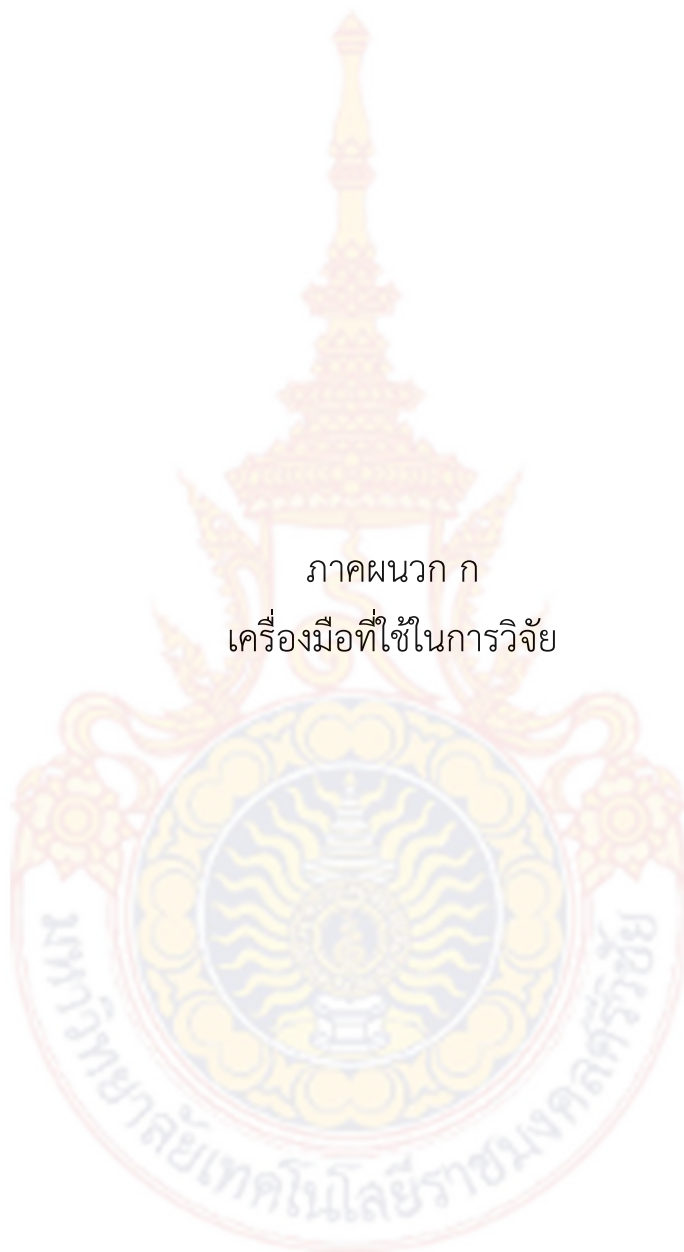 ภาคผนวก ก
เครื่องมือที่ใช้ในการวิจัย
มหาวิทยาลัยเทคโนโลยีราชมงคลศรีวิชัย